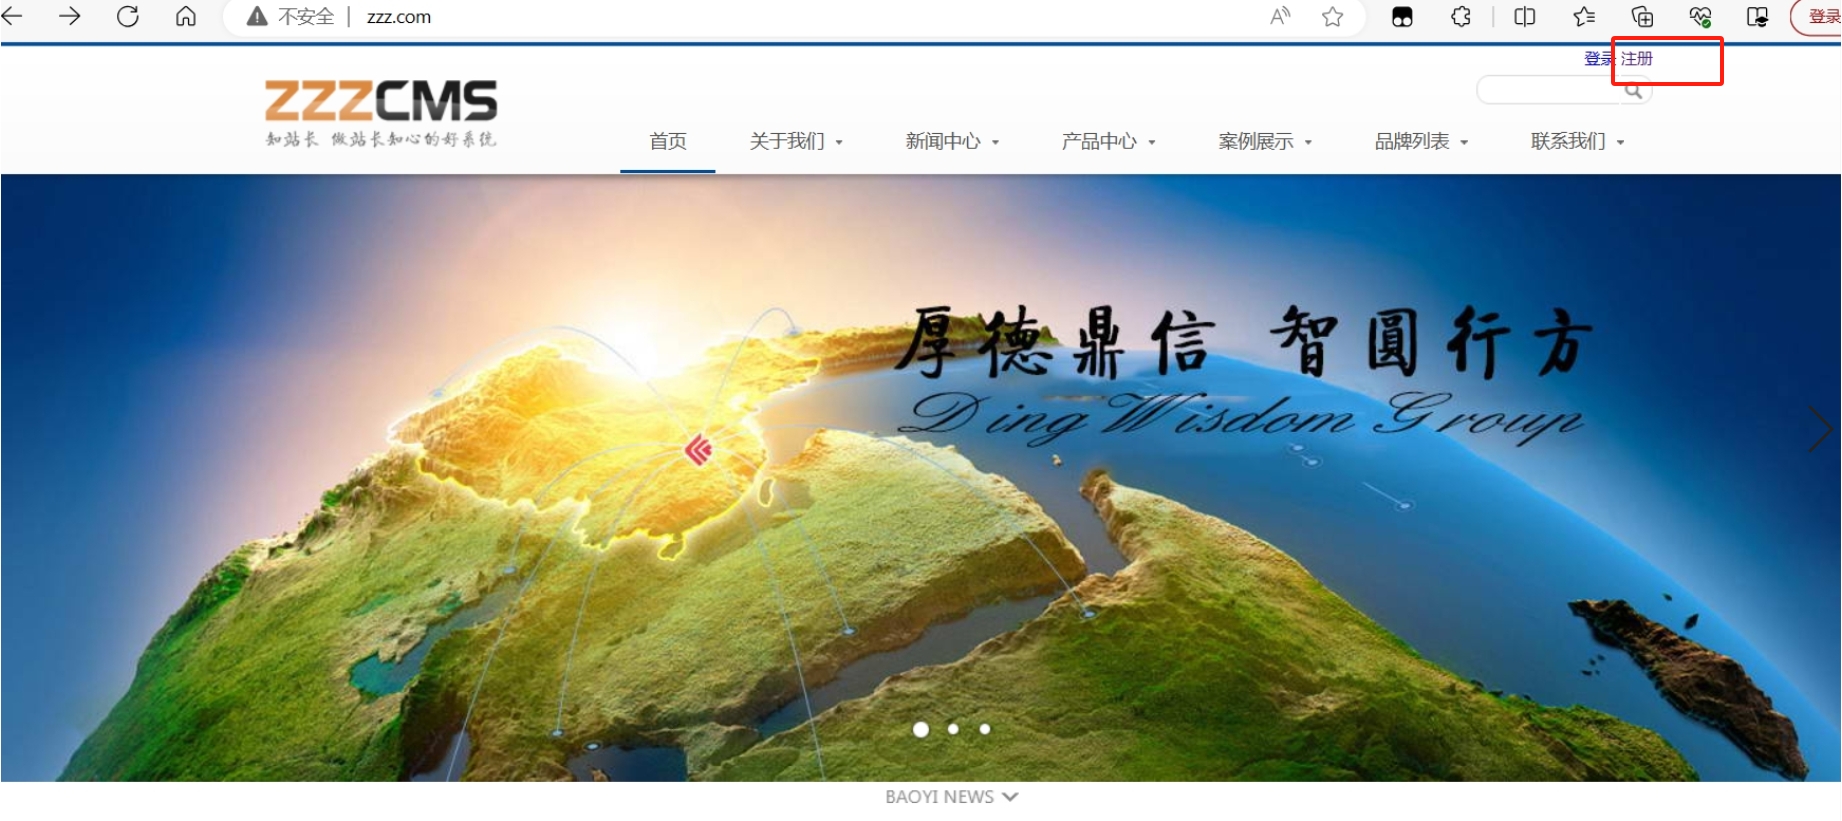 不安全 | zzz.com
登录
登录 注册
ZZZCMS
知站长 做站长知心的好系统
首页 关于我们 新闻中心 产品中心 案例展示 品牌列表 联系我们
厚德鼎信 智圓行方
DingWisdom Group
BAOYI NEWS